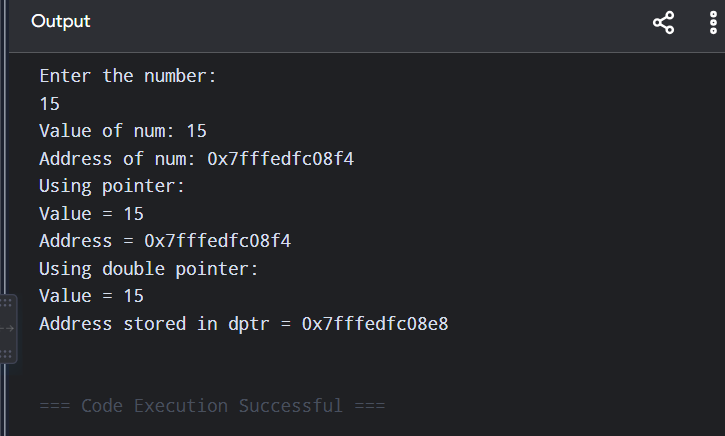 Output
Enter the number:
15
Value of num: 15
Address of num: 0x7fffedfc08f4
Using pointer:
Value = 15
Address = 0x7fffedfc08f4
Using double pointer:
Value = 15
Address stored in dptr = 0x7fffedfc08e8
=== Code Execution Successful ===